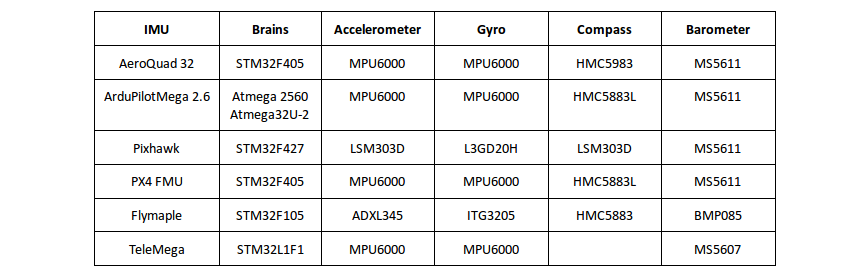 IMU Brains Accelerometer Gyro Compass Barometer
AeroQuad 32 STM32F405 MPU6000 MPU6000 HMC5983 MS5611
ArduPilotMega 2.6 Atmega 2560 MPU6000 MPU6000 HMC5883L MS5611
Atmega32U-2
Pixhawk STM32F427 LSM303D L3GD20H LSM303D MS5611
PX4 FMU STM32F405 MPU6000 MPU6000 HMC5883L MS5611
Flymaple STM32F105 ADXL345 ITG3205 HMC5883 BMP085
TeleMega STM32L1F1 MPU6000 MPU6000 MS5607